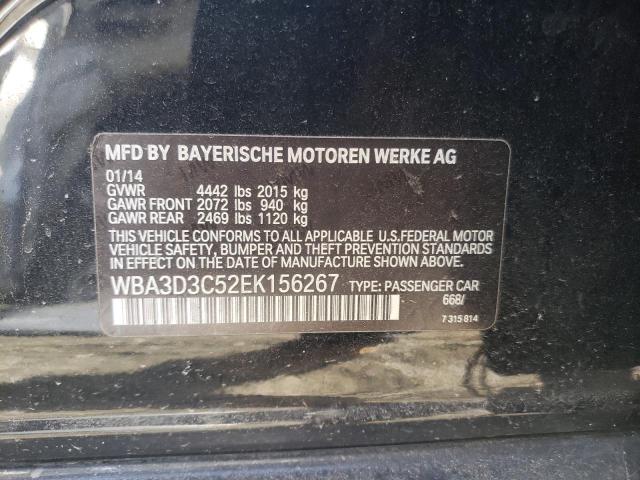 MFD BY BAYERISCHE MOTOREN WERKE AG
01/14
GVWR 4442 lbs 2015 kg
GAWR FRONT 2072 lbs 940 kg
GAWR REAR 2469 lbs 1120 kg
THIS VEHICLE CONFORMS TO ALL APPLICABLE U.S.FEDERAL MOTOR
VEHICLE SAFETY, BUMPER AND THEFT PREVENTION STANDARDS
IN EFFECT ON THE DATE OF MANUFACTURE SHOWN ABOVE.
WBA3D3C52EK156267 TYPE: PASSENGER CAR
668/
7 315 814